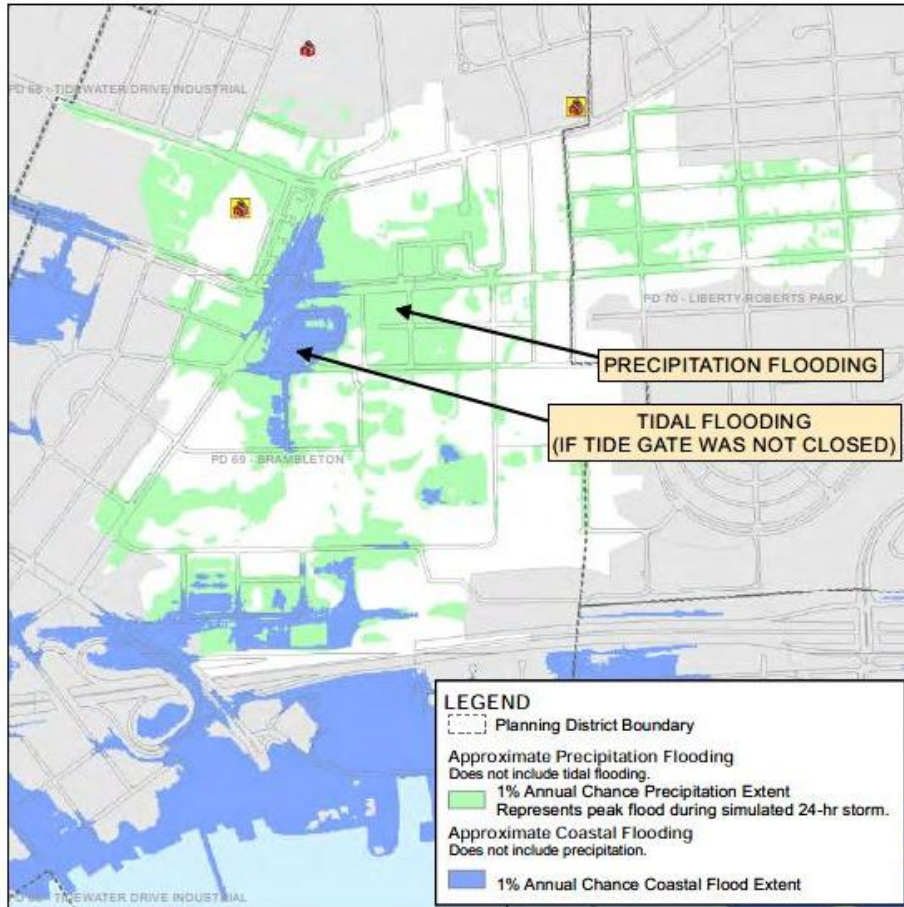 PD 68 - TIDEWATER DRIVE INDUSTRIAL
PD 70 - LIBERTY-ROBERTS PARK
PRECIPITATION FLOODING
TIDAL FLOODING
(IF TIDE GATE WAS NOT CLOSED)
PD 69 - BRAMBLETON
LEGEND
Planning District Boundary
Approximate Precipitation Flooding
Does not include tidal flooding.
1% Annual Chance Precipitation Extent
Represents peak flood during simulated 24-hr storm.
Approximate Coastal Flooding
Does not include precipitation.
1% Annual Chance Coastal Flood Extent
TIDEWATER DRIVE INDUSTRIAL